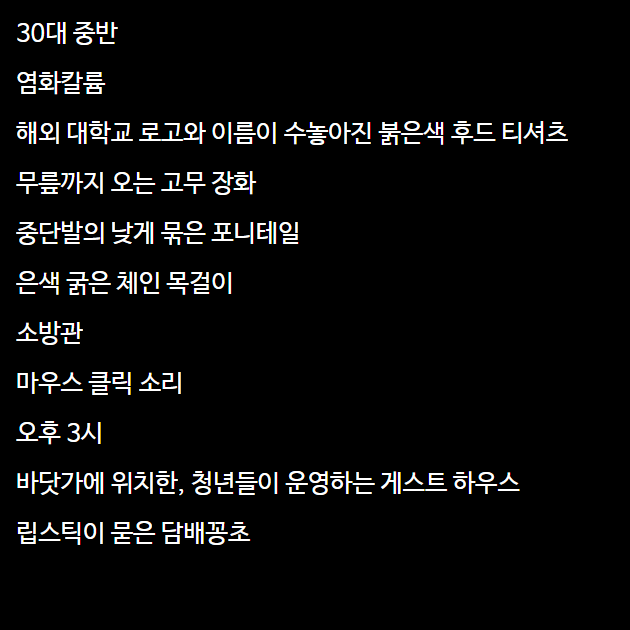 30대 중반
염화칼륨
해외 대학교 로고와 이름이 수놓아진 붉은색 후드 티셔츠
무릎까지 오는 고무 장화
중단발의 낮게 묶은 포니테일
은색 굵은 체인 목걸이
소방관
마우스 클릭 소리
오후 3시
바닷가에 위치한, 청년들이 운영하는 게스트 하우스
립스틱이 묻은 담배꽁초